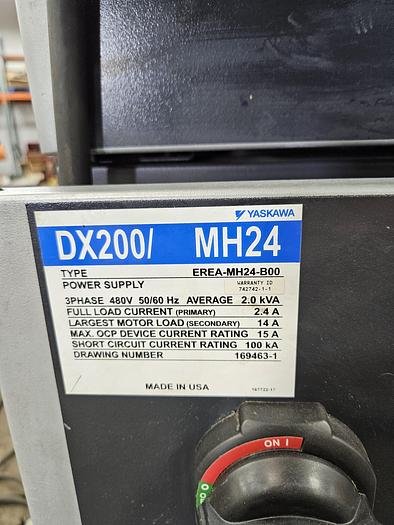 YASKAWA
DX200/ MH24
TYPE EREA-MH24-B00
POWER SUPPLY
WARRANTY ID
742742-1-1
3PHASE 480V 50/60 Hz AVERAGE 2.0 kVA
FULL LOAD CURRENT (PRIMARY) 2.4 A
LARGEST MOTOR LOAD (SECONDARY) 14 A
MAX. OCP DEVICE CURRENT RATING 15 A
SHORT CIRCUIT CURRENT RATING 100 kA
DRAWING NUMBER 169463-1
MADE IN USA
ON I